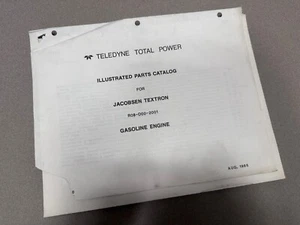 TELEDYNE TOTAL POWER
ILLUSTRATED PARTS CATALOG
FOR
JACOBSEN TEXTRON
GASOLINE ENGINE